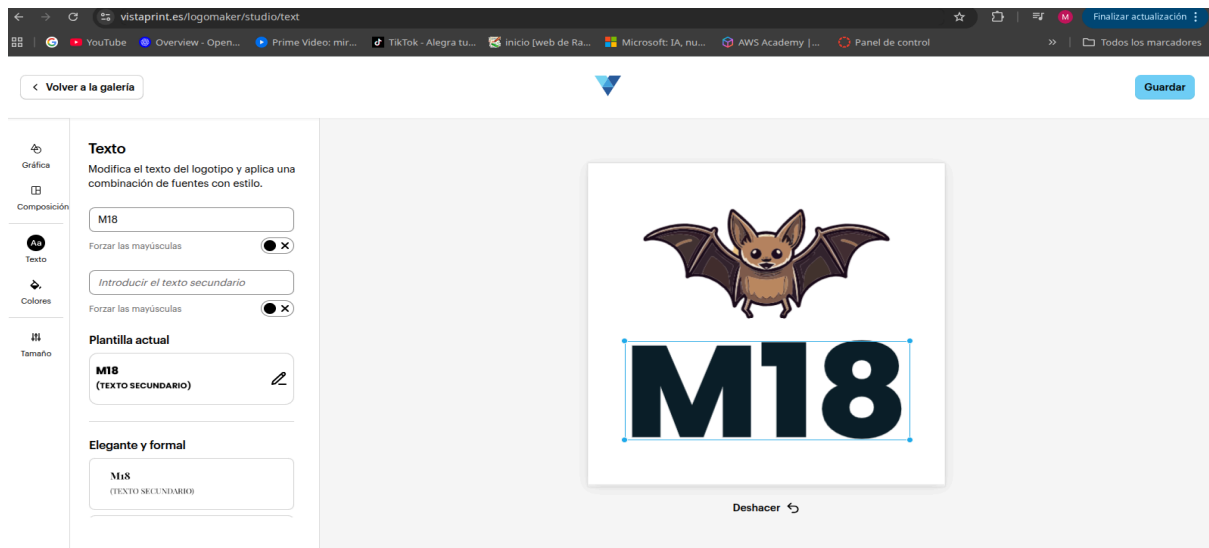 vistaprint.es/logomaker/studio/text
M
Finalizar actualización
YouTube
Overview - Open...
Prime Video: mir...
TikTok - Alegra tu...
inicio [web de Ra...
Microsoft: IA, nu...
AWS Academy |...
Panel de control
»
Todos los marcadores
< Volver a la galería
Guardar
Gráfica
Composición
Aa
Texto
Colores
Tamaño
Texto
Modifica el texto del logotipo y aplica una
combinación de fuentes con estilo.
M18
Forzar las mayúsculas
Introducir el texto secundario
Forzar las mayúsculas
Plantilla actual
M18
(TEXTO SECUNDARIO)
Elegante y formal
M18
(TEXTO SECUNDARIO)
M18
Deshacer